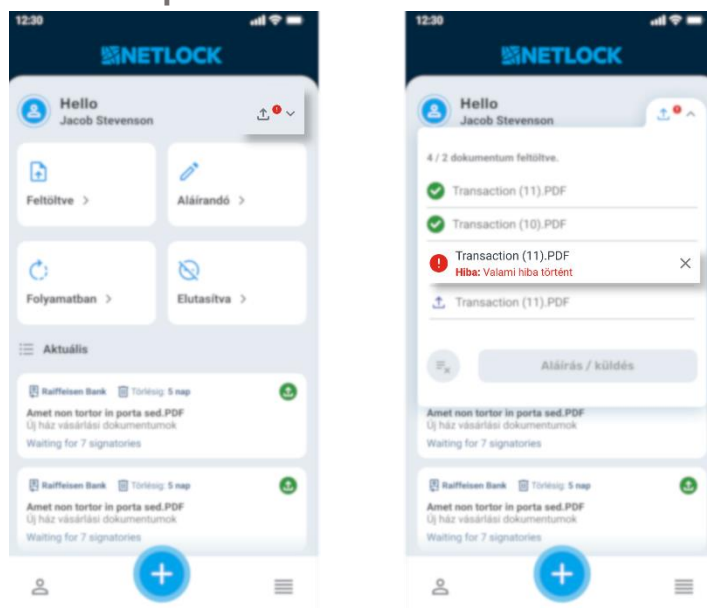 12:30
NETLOCK
Hello
Jacob Stevenson
Feltöltve >
Aláírandó >
Folyamatban >
Elutasítva >
Aktuális
Raiffeisen Bank Törlésig: 5 nap
Amet non tortor in porta sed.PDF
Új ház vásárlási dokumentumok
Waiting for 7 signatories
Raiffeisen Bank Törlésig: 5 nap
Amet non tortor in porta sed.PDF
Új ház vásárlási dokumentumok
Waiting for 7 signatories
12:30
NETLOCK
Hello
Jacob Stevenson
4 / 2 dokumentum feltöltve.
Transaction (11).PDF
Transaction (10).PDF
Transaction (11).PDF
Hiba: Valami hiba történt
Transaction (11).PDF
Aláírás / küldés
Amet non tortor in porta sed.PDF
Új ház vásárlási dokumentumok
Waiting for 7 signatories
Raiffeisen Bank Törlésig: 5 nap
Amet non tortor in porta sed.PDF
Új ház vásárlási dokumentumok
Waiting for 7 signatories